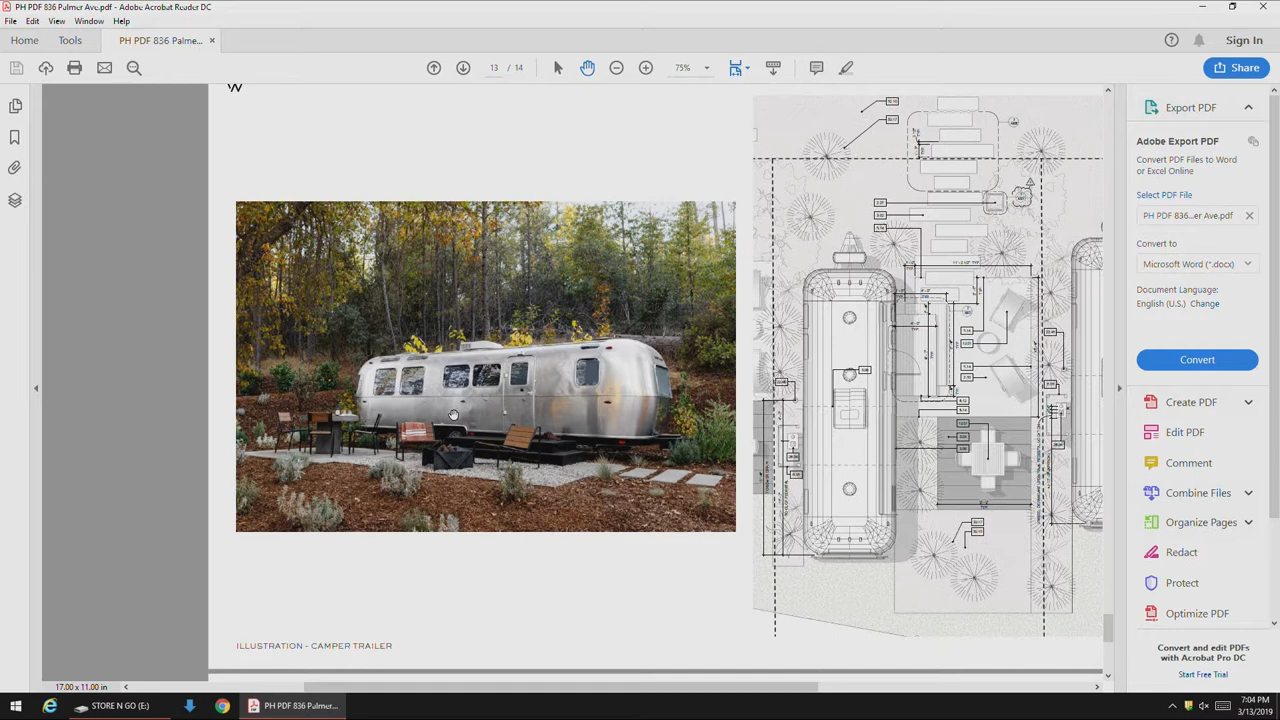 PH PDF 836 Palmer Ave.pdf - Adobe Acrobat Reader DC
File Edit View Window Help
Home Tools PH PDF 836 Palme... × Sign In
13 / 14 75% Share
W
Export PDF
Adobe Export PDF
Convert PDF Files to Word
or Excel Online
Select PDF File
PH PDF 836...er Ave.pdf ×
Convert to
Microsoft Word (*.docx)
Document Language:
English (U.S.) Change
Convert
Create PDF
Edit PDF
Comment
Combine Files
Organize Pages
Redact
Protect
Optimize PDF
Convert and edit PDFs
with Acrobat Pro DC
Start Free Trial
ILLUSTRATION - CAMPER TRAILER
17.00 x 11.00 in
STORE N GO (E:) PH PDF 836 Palmer... 7:04 PM
3/13/2019